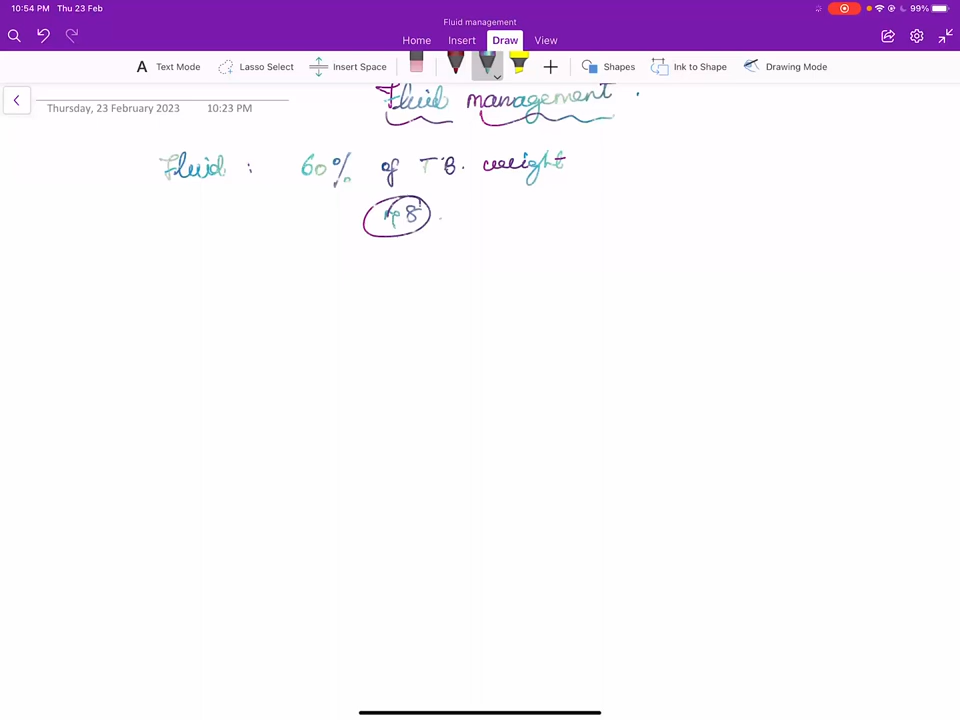 10:54 PM Thu 23 Feb 99%
Fluid management
Home Insert Draw View
A Text Mode Lasso Select Insert Space Shapes Ink to Shape Drawing Mode
Fluid management .
Thursday, 23 February 2023 10:23 PM
Fluid : 60% of T.B. weight